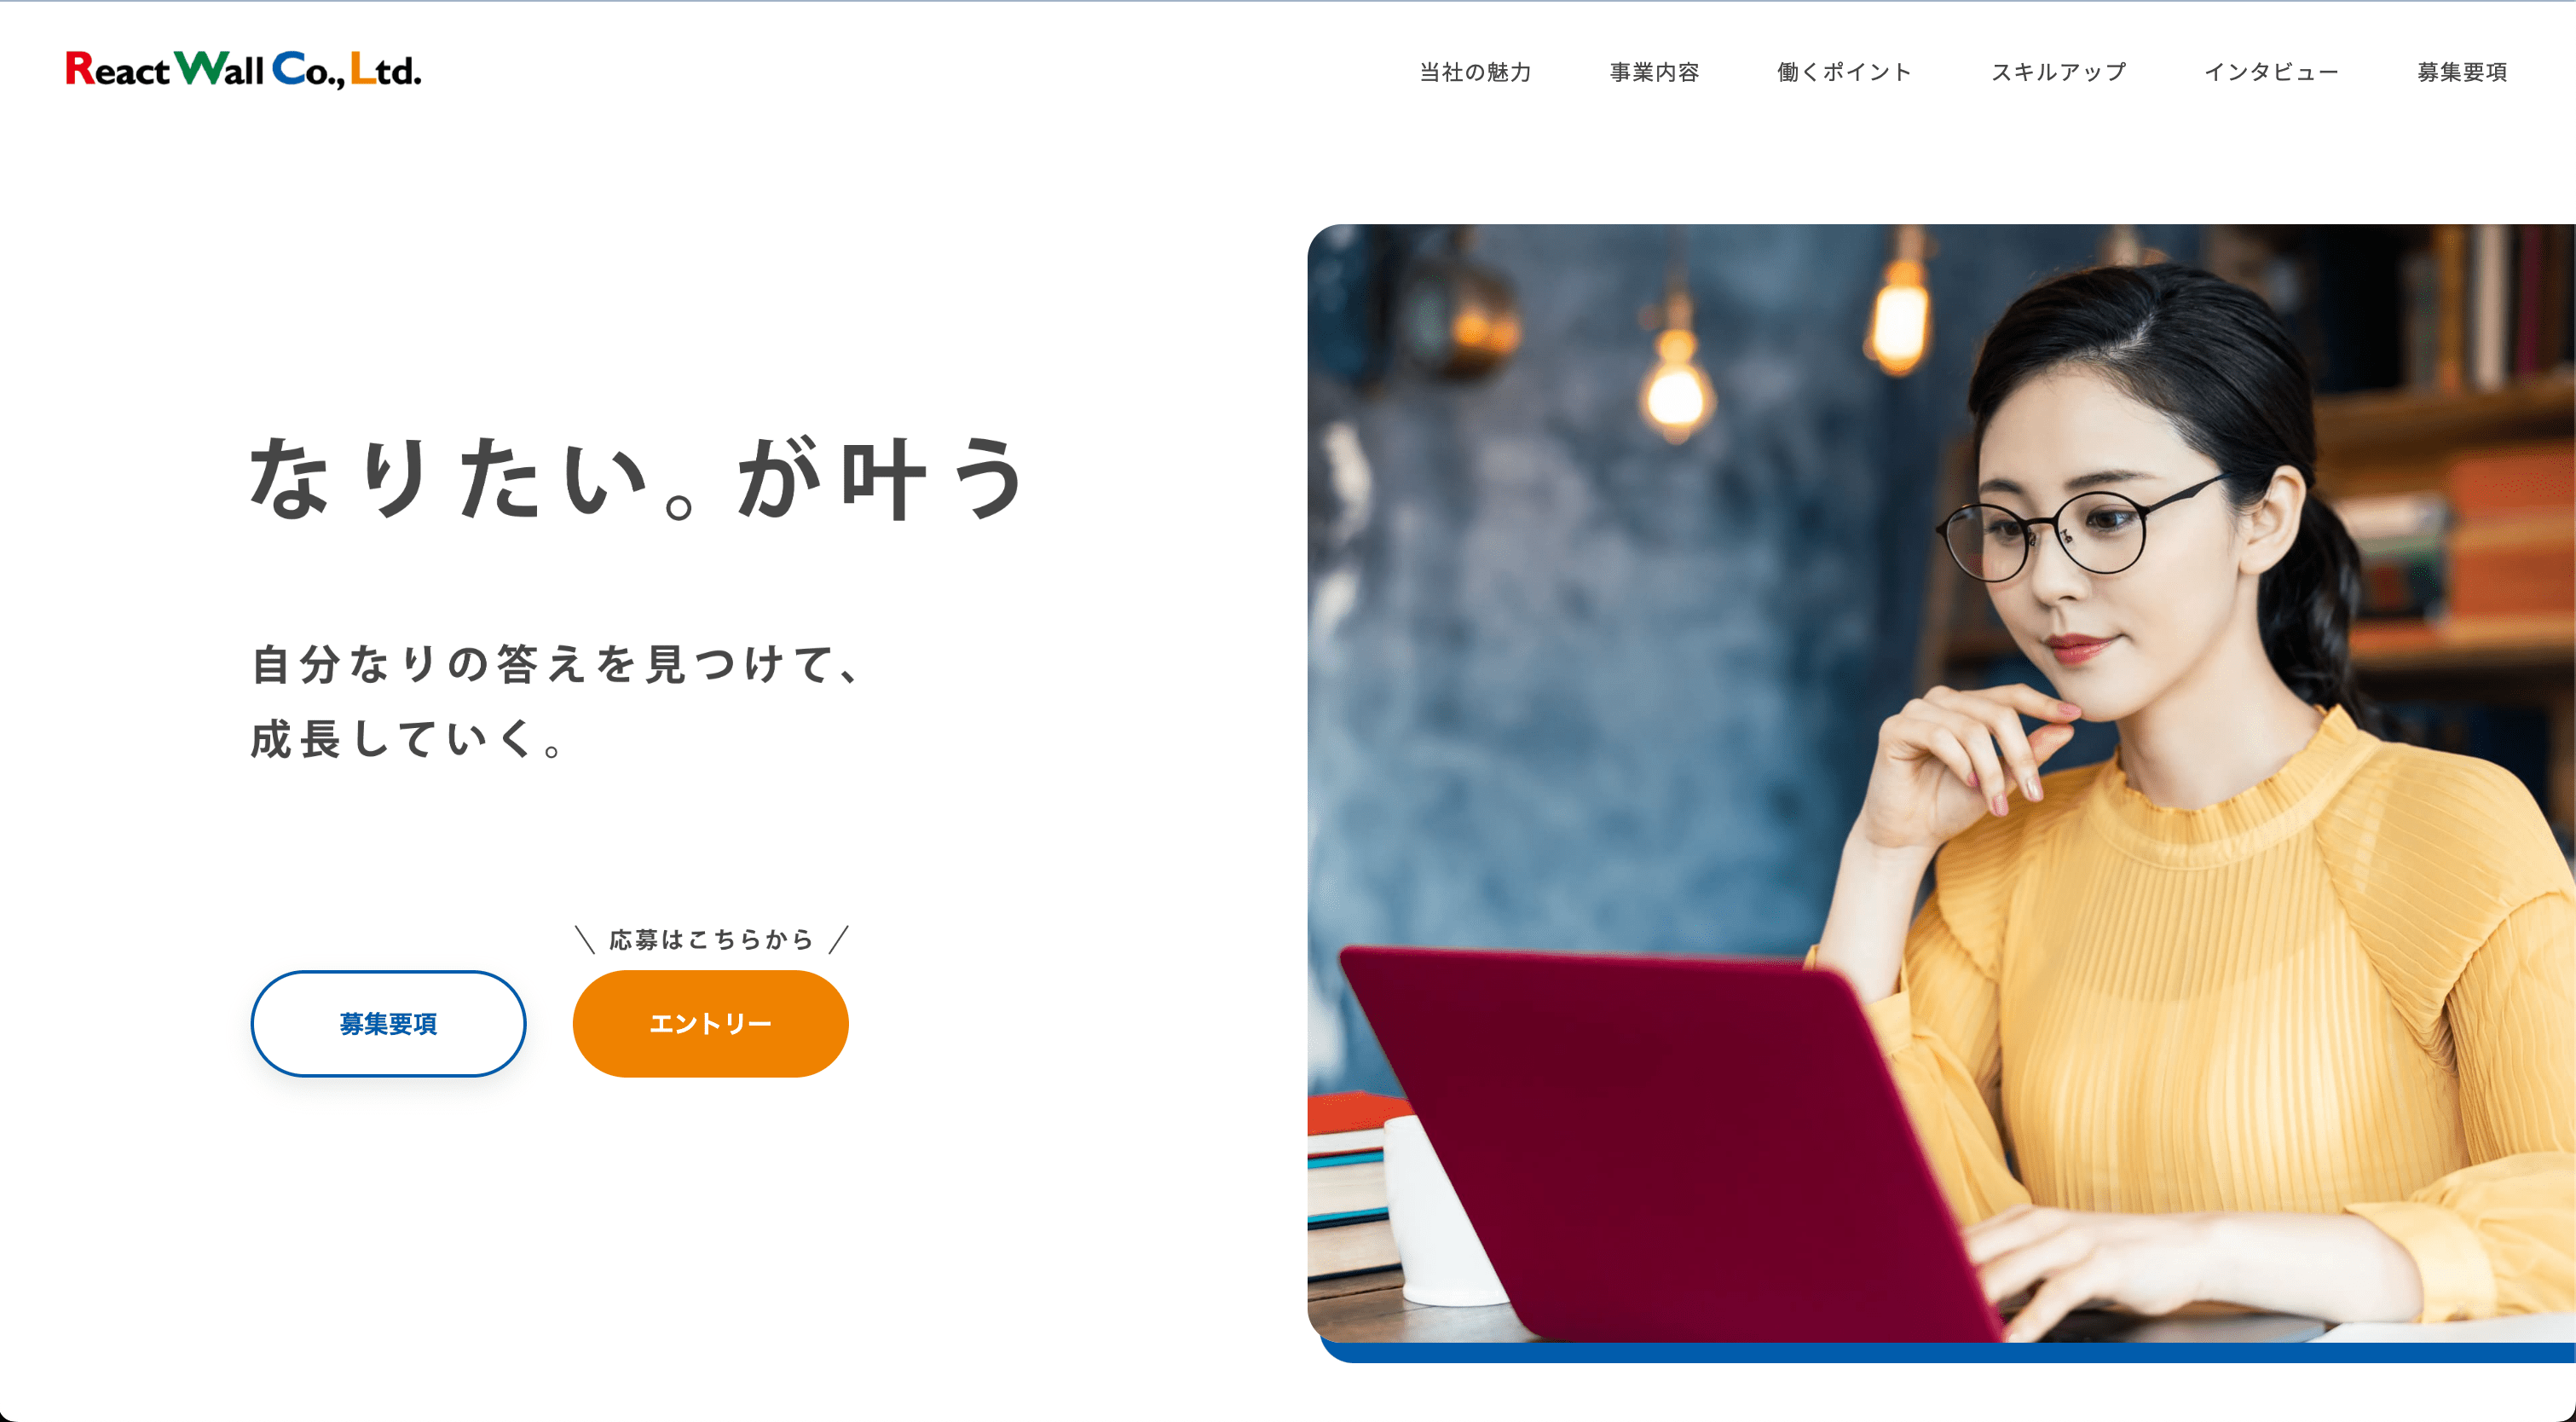 React Wall Co., Ltd.
当社の魅力
事業内容
働くポイント
スキルアップ
インタビュー
募集要項
なりたい。が叶う
自分なりの答えを見つけて、
成長していく。
＼ 応募はこちらから ／
募集要項
エントリー